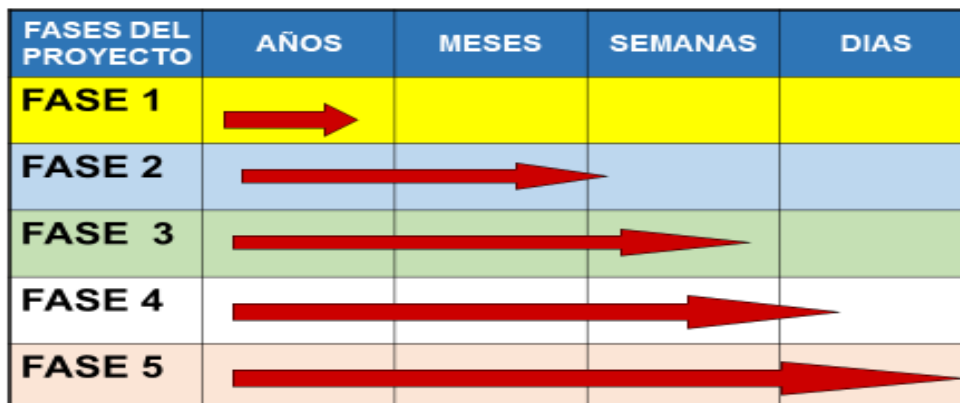 FASES DEL
PROYECTO
AÑOS
MESES
SEMANAS
DIAS
FASE 1
FASE 2
FASE 3
FASE 4
FASE 5